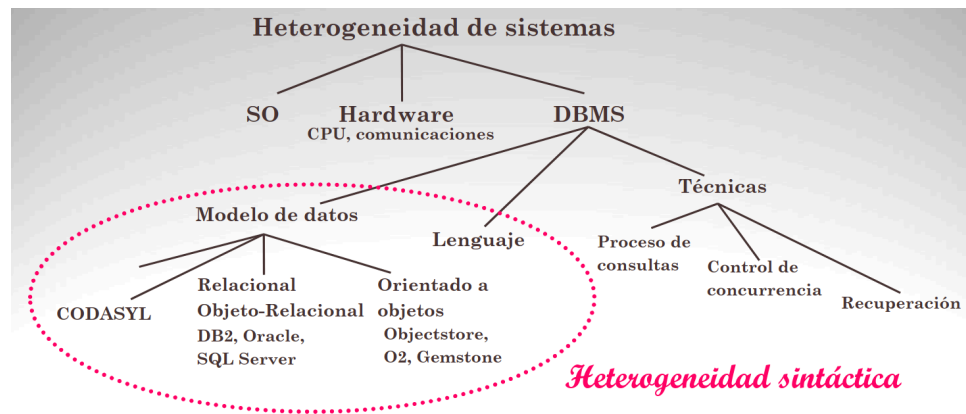 Heterogeneidad de sistemas
SO
Hardware
CPU, comunicaciones
DBMS
Técnicas
Modelo de datos
Lenguaje
Proceso de
consultas
Control de
concurrencia
Recuperación
CODASYL
Relacional
Objeto-Relacional
DB2, Oracle,
SQL Server
Orientado a
objetos
Objectstore,
O2, Gemstone
Heterogeneidad sintáctica